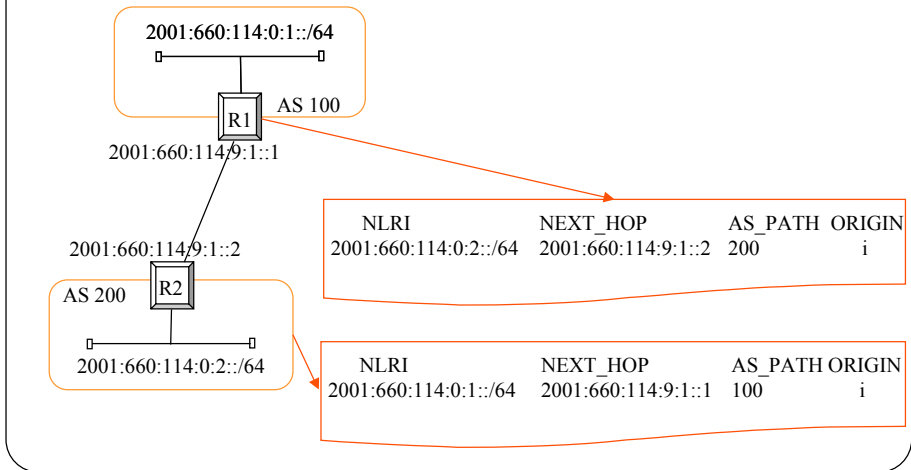 2001:660:114:0:1::/64
AS 100
R1
2001:660:114:9:1::1
NLRI NEXT_HOP AS_PATH ORIGIN
2001:660:114:0:2::/64 2001:660:114:9:1::2 200 i
2001:660:114:9:1::2
AS 200
R2
2001:660:114:0:2::/64
NLRI NEXT_HOP AS_PATH ORIGIN
2001:660:114:0:1::/64 2001:660:114:9:1::1 100 i